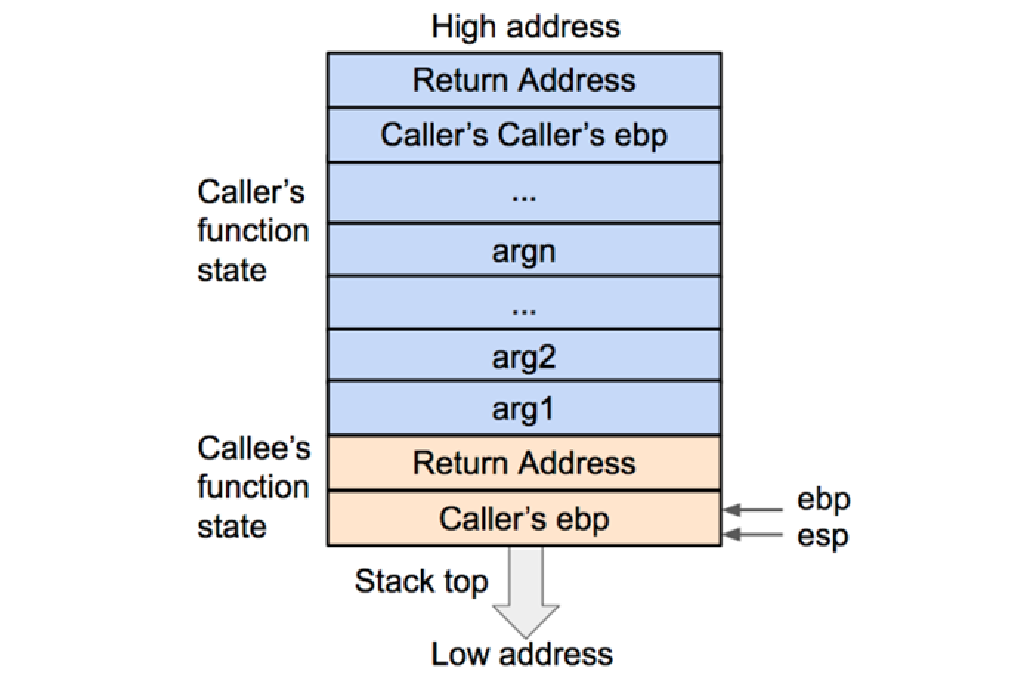 High address
Return Address
Caller's Caller's ebp
...
Caller's
function
state
argn
...
arg2
arg1
Callee's
function
state
Return Address
Caller's ebp
ebp
esp
Stack top
Low address